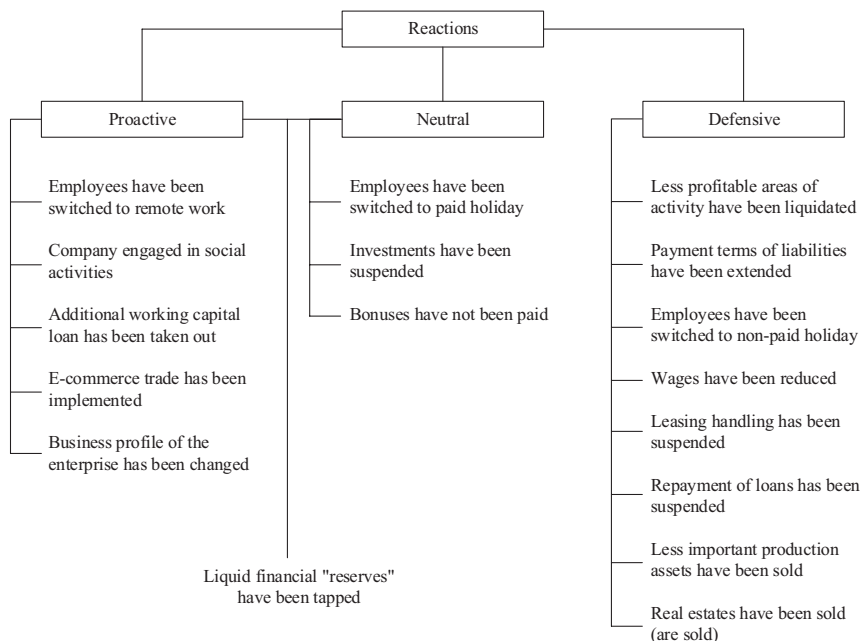 Reactions
Proactive
Neutral
Defensive
Employees have been
switched to remote work
Company engaged in social
activities
Additional working capital
loan has been taken out
E-commerce trade has been
implemented
Business profile of the
enterprise has been changed
Liquid financial "reserves"
have been tapped
Employees have been
switched to paid holiday
Investments have been
suspended
Bonuses have not been paid
Less profitable areas of
activity have been liquidated
Payment terms of liabilities
have been extended
Employees have been
switched to non-paid holiday
Wages have been reduced
Leasing handling has been
suspended
Repayment of loans has been
suspended
Less important production
assets have been sold
Real estates have been sold
(are sold)